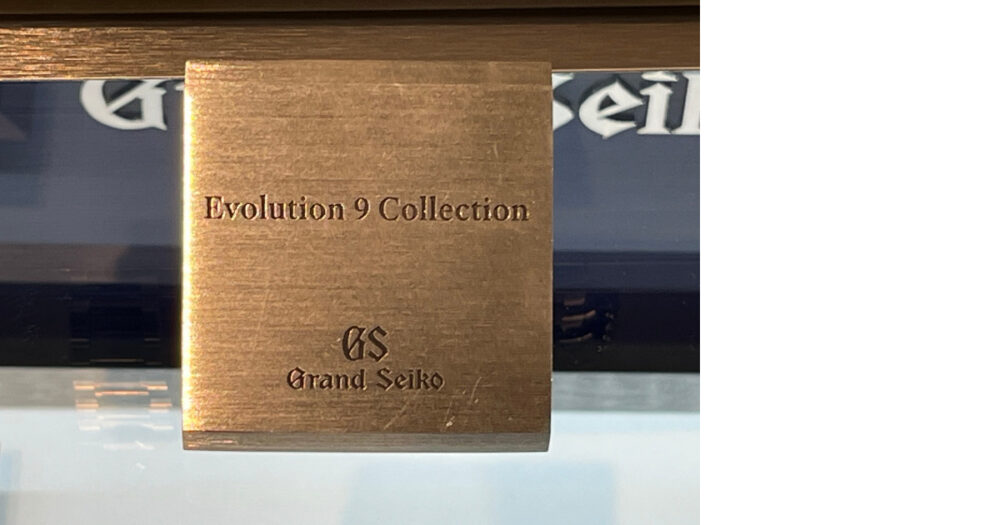 Evolution 9 Collection
GS
Grand Seiko